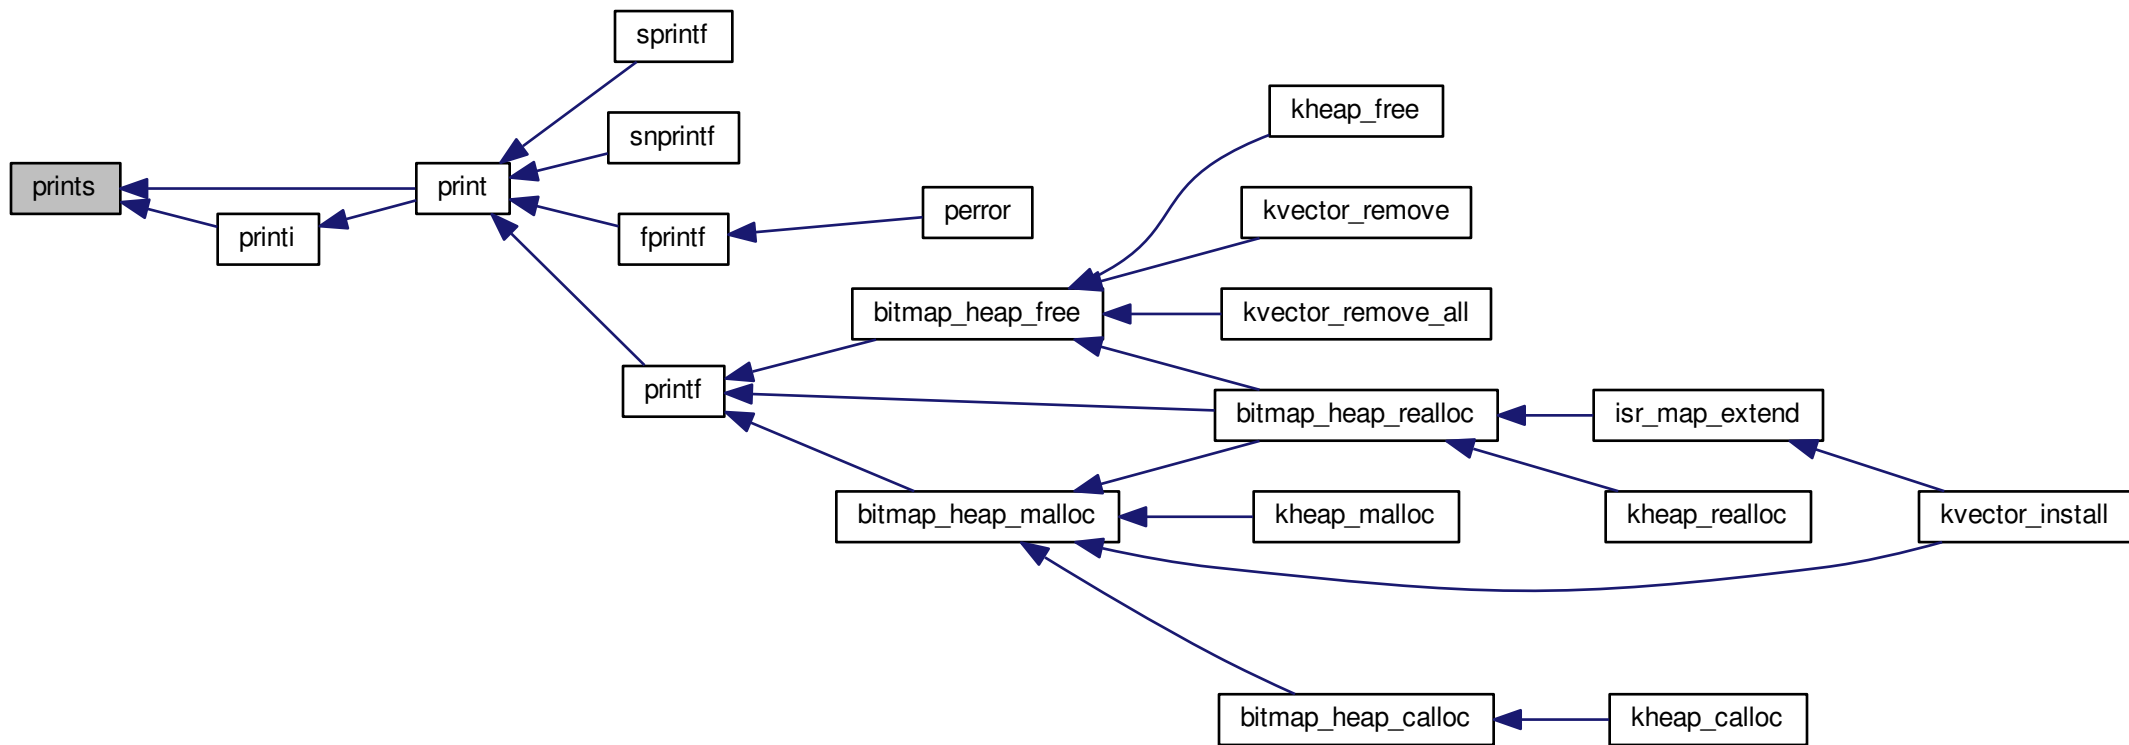 sprintf
kheap_free
snprintf
prints
print
kvector_remove
perror
printi
fprintf
bitmap_heap_free
kvector_remove_all
printf
bitmap_heap_realloc
isr_map_extend
bitmap_heap_malloc
kheap_malloc
kheap_realloc
kvector_install
bitmap_heap_calloc
kheap_calloc